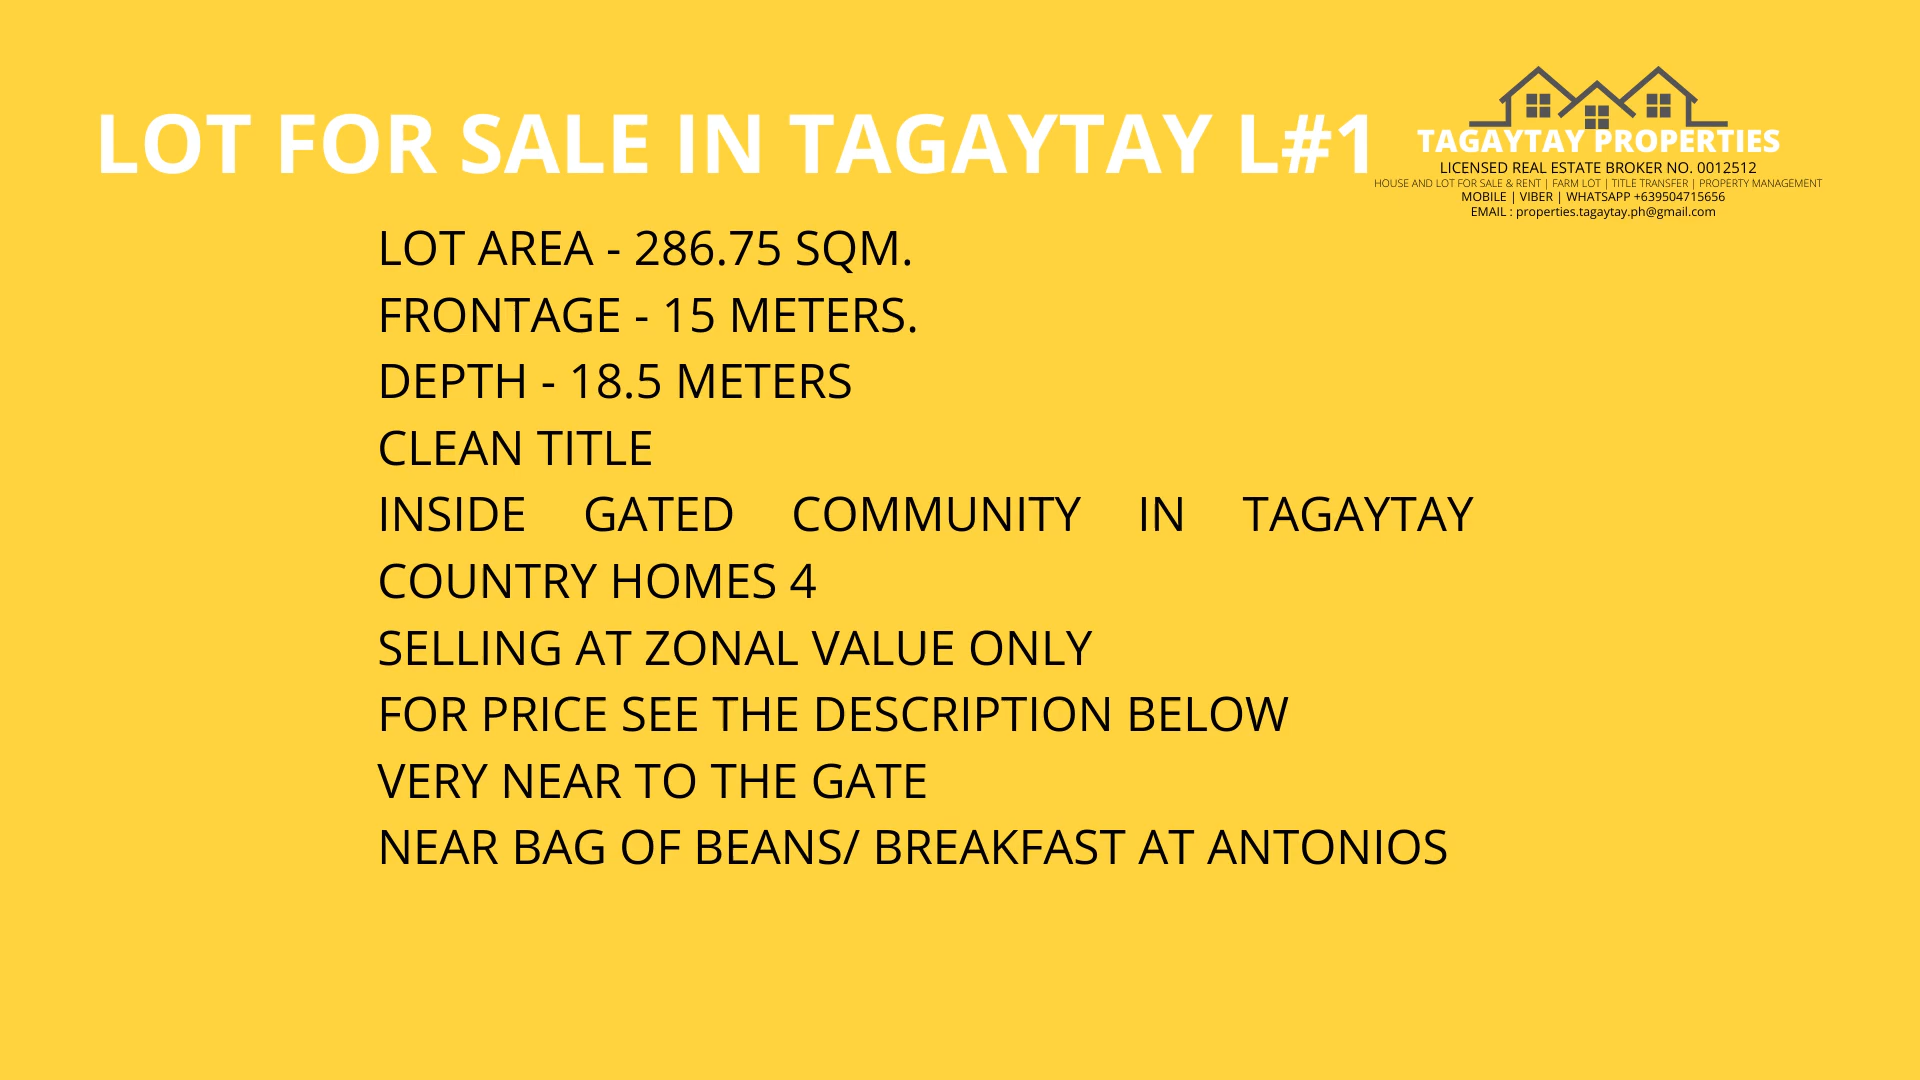 LOT FOR SALE IN TAGAYTAY L#1
TAGAYTAY PROPERTIES
LICENSED REAL ESTATE BROKER NO. 0012512
HOUSE AND LOT FOR SALE & RENT | FARM LOT | TITLE TRANSFER | PROPERTY MANAGEMENT
MOBILE | VIBER | WHATSAPP +639504715656
EMAIL : properties.tagaytay.ph@gmail.com
LOT AREA - 286.75 SQM.
FRONTAGE - 15 METERS.
DEPTH - 18.5 METERS
CLEAN TITLE
INSIDE GATED COMMUNITY IN TAGAYTAY
COUNTRY HOMES 4
SELLING AT ZONAL VALUE ONLY
FOR PRICE SEE THE DESCRIPTION BELOW
VERY NEAR TO THE GATE
NEAR BAG OF BEANS/ BREAKFAST AT ANTONIOS